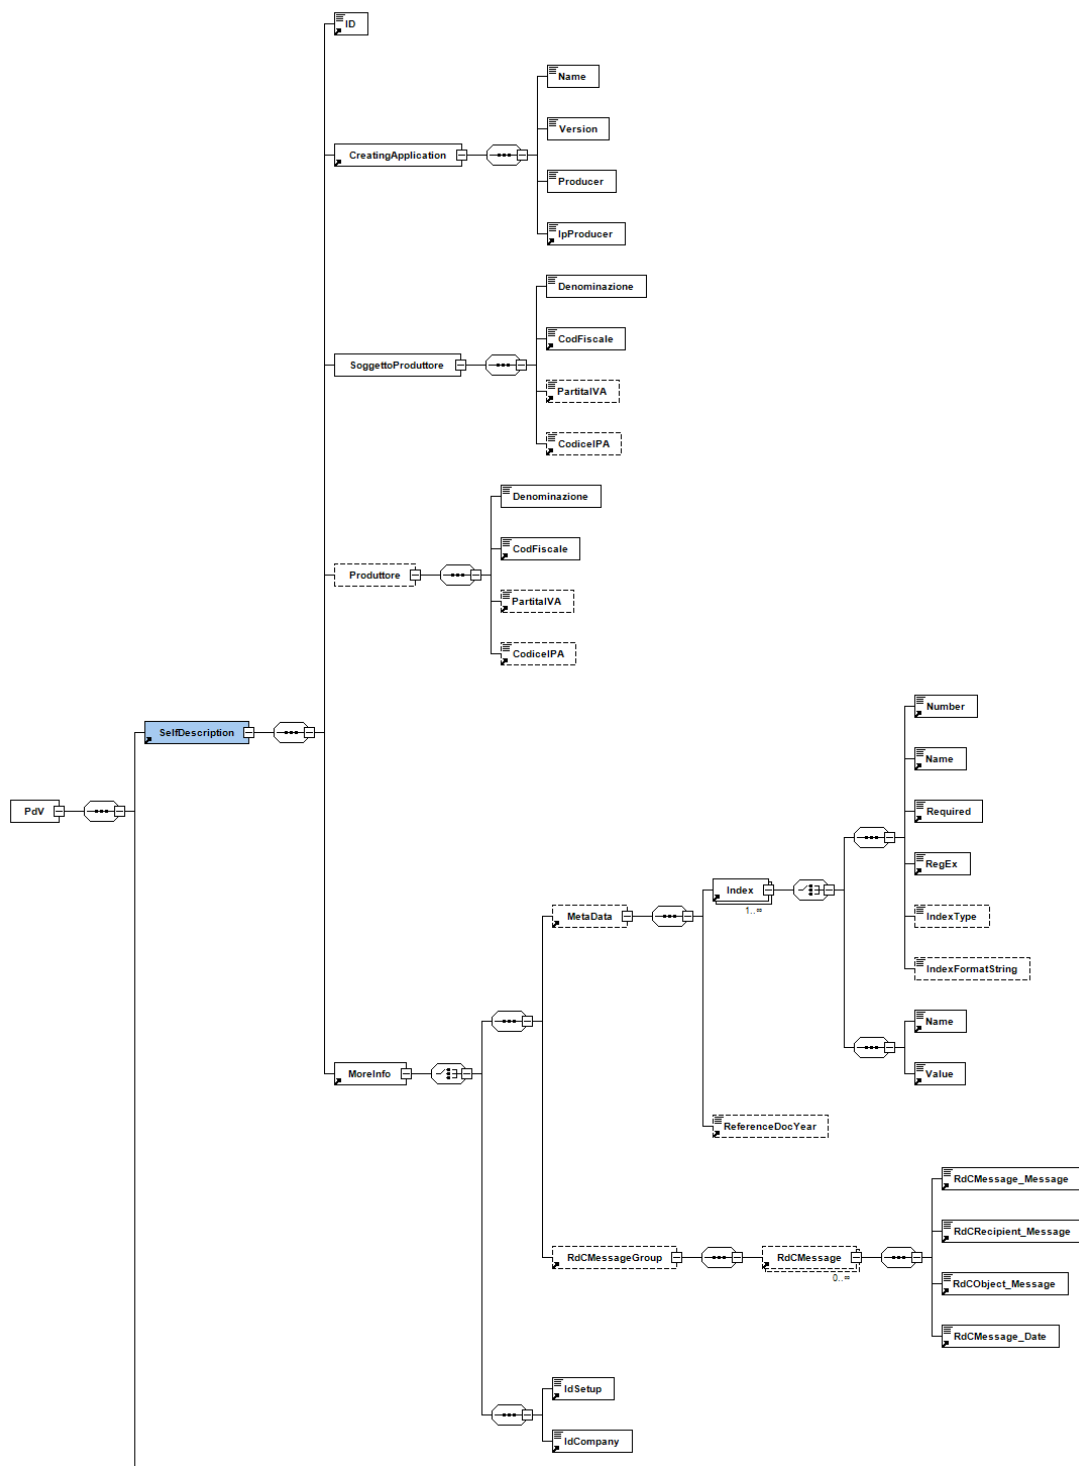 ID
Name
Version
CreatingApplication
Producer
IpProducer
Denominazione
CodFiscale
SoggettoProduttore
PartitaIVA
CodiceIPA
Denominazione
CodFiscale
Produttore
PartitaIVA
CodiceIPA
Number
SelfDescription
Name
PdV
Required
RegEx
Index
1..∞
MetaData
IndexType
IndexFormatString
Name
MoreInfo
Value
ReferenceDocYear
RdCMessage_Message
RdCRecipient_Message
RdCMessageGroup
RdCMessage
0..∞
RdCObject_Message
RdCMessage_Date
IdSetup
IdCompany